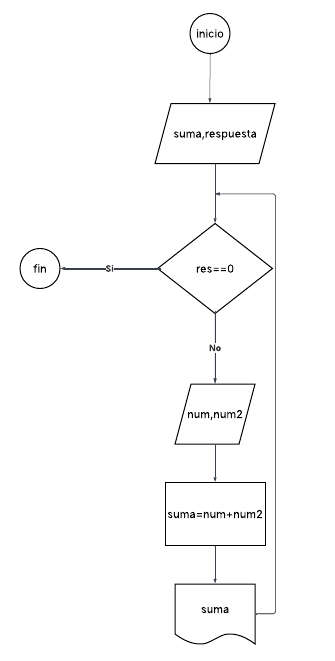 inicio
suma,respuesta
res==0
Si
fin
No
num,num2
suma=num+num2
suma